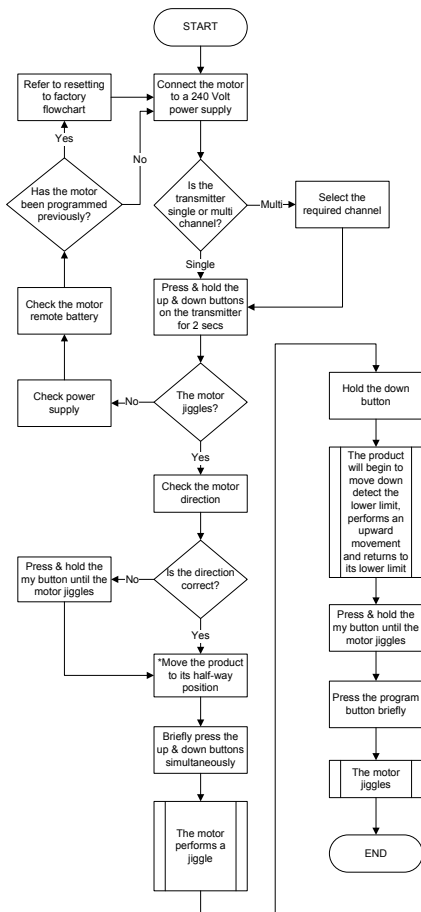 START
Refer to resetting
to factory
flowchart
Connect the motor
to a 240 Volt
power supply
Yes
No
Has the motor
been programmed
previously?
Is the
transmitter
single or multi
channel?
Multi
Select the
required channel
Single
Check the motor
remote battery
Press & hold the
up & down buttons
on the transmitter
for 2 secs
Check power
supply
No
The motor
jiggles?
Yes
Check the motor
direction
Press & hold the
my button until the
motor jiggles
No
Is the direction
correct?
Yes
*Move the product
to its half-way
position
Briefly press the
up & down buttons
simultaneously
The motor
performs a
jiggle
Hold the down
button
The product
will begin to
move down
detect the
lower limit,
performs an
upward
movement
and returns to
its lower limit
Press & hold the
my button until the
motor jiggles
Press the program
button briefly
The motor
jiggles
END